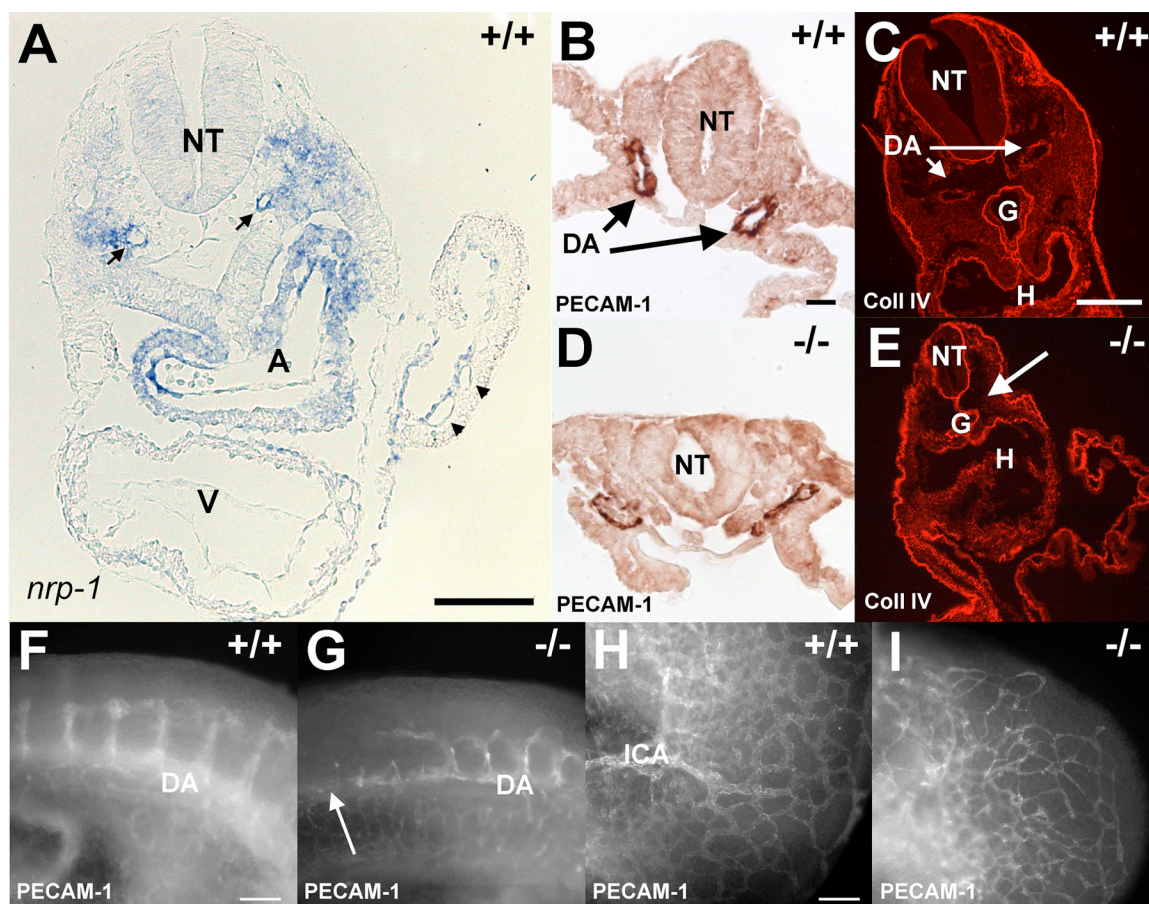 A
+/+
NT
A
V
nrp-1
B
+/+
NT
DA
PECAM-1
C
+/+
NT
DA
G
H
Coll IV
D
-/-
NT
PECAM-1
E
-/-
NT
G
H
Coll IV
F
+/+
DA
PECAM-1
G
-/-
DA
PECAM-1
H
+/+
ICA
PECAM-1
I
-/-
PECAM-1